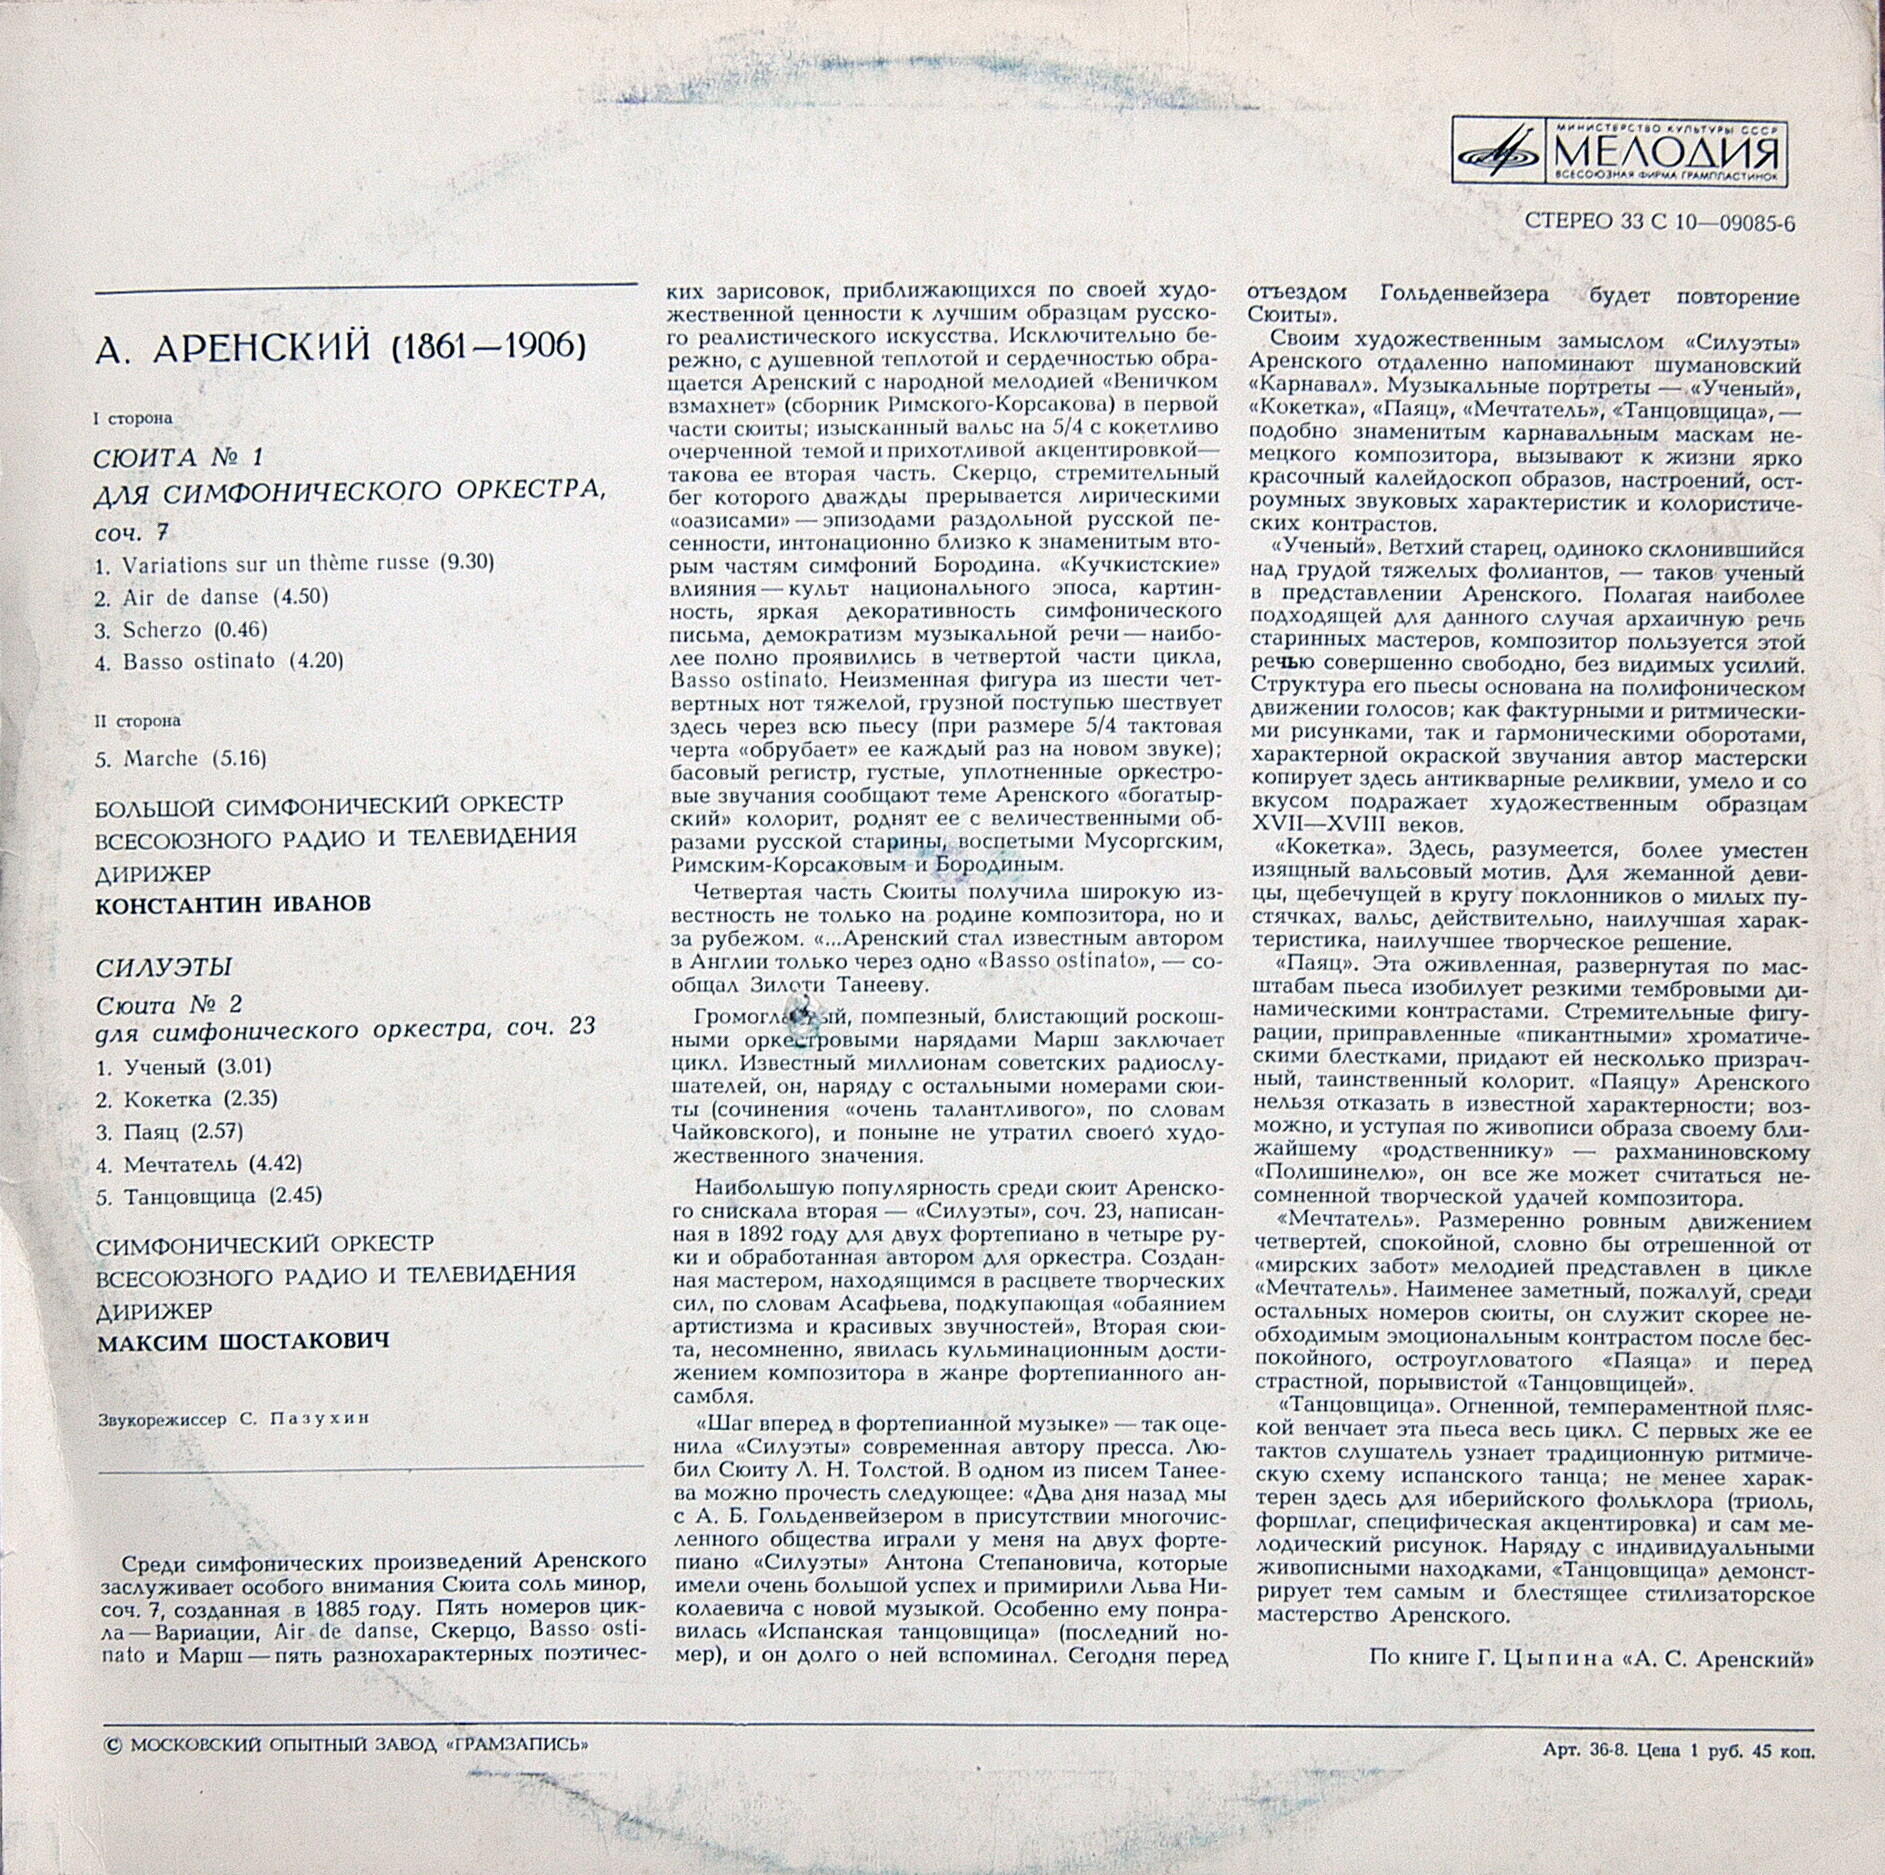 МИНИСТЕРСТВО КУЛЬТУРЫ СССР
МЕЛОДИЯ
ВСЕСОЮЗНАЯ ФИРМА ГРАМПЛАСТИНОК
СТЕРЕО 33 С 10—09085-6
А. АРЕНСКИЙ (1861—1906)
I сторона
СЮИТА № 1
ДЛЯ СИМФОНИЧЕСКОГО ОРКЕСТРА,
соч. 7
1. Variations sur un thème russe (9.30)
2. Air de danse (4.50)
3. Scherzo (0.46)
4. Basso ostinato (4.20)
II сторона
5. Marche (5.16)
БОЛЬШОЙ СИМФОНИЧЕСКИЙ ОРКЕСТР
ВСЕСОЮЗНОГО РАДИО И ТЕЛЕВИДЕНИЯ
ДИРИЖЕР
КОНСТАНТИН ИВАНОВ
СИЛУЭТЫ
Сюита № 2
для симфонического оркестра, соч. 23
1. Ученый (3.01)
2. Кокетка (2.35)
3. Паяц (2.57)
4. Мечтатель (4.42)
5. Танцовщица (2.45)
СИМФОНИЧЕСКИЙ ОРКЕСТР
ВСЕСОЮЗНОГО РАДИО И ТЕЛЕВИДЕНИЯ
ДИРИЖЕР
МАКСИМ ШОСТАКОВИЧ
Звукорежиссер С. Пазухин
Среди симфонических произведений Аренского
заслуживает особого внимания Сюита соль минор,
соч. 7, созданная в 1885 году. Пять номеров цик-
ла — Вариации, Air de danse, Скерцо, Basso osti-
nato и Марш — пять разнохарактерных поэтичес-
ких зарисовок, приближающихся по своей худо-
жественной ценности к лучшим образцам русско-
го реалистического искусства. Исключительно бе-
режно, с душевной теплотой и сердечностью обра-
щается Аренский с народной мелодией «Веничком
взмахнет» (сборник Римского-Корсакова) в первой
части сюиты; изысканный вальс на 5/4 с кокетливо
очерченной темой и прихотливой акцентировкой—
такова ее вторая часть. Скерцо, стремительный
бег которого дважды прерывается лирическими
«оазисами» — эпизодами раздольной русской пе-
сенности, интонационно близко к знаменитым вто-
рым частям симфоний Бородина. «Кучкистские»
влияния — культ национального эпоса, картин-
ность, яркая декоративность симфонического
письма, демократизм музыкальной речи — наибо-
лее полно проявились в четвертой части цикла,
Basso ostinato. Неизменная фигура из шести чет-
вертных нот тяжелой, грузной поступью шествует
здесь через всю пьесу (при размере 5/4 тактовая
черта «обрубает» ее каждый раз на новом звуке);
басовый регистр, густые, уплотненные оркестро-
вые звучания сообщают теме Аренского «богатыр-
ский» колорит, роднят ее с величественными об-
разами русской старины, воспетыми Мусоргским,
Римским-Корсаковым и Бородиным.
Четвертая часть Сюиты получила широкую из-
вестность не только на родине композитора, но и
за рубежом. «...Аренский стал известным автором
в Англии только через одно «Basso ostinato», — со-
общал Зилоти Танееву.
помпезный, блистающий роскош-
ными оркестровыми нарядами Марш заключает
цикл. Известный миллионам советских радиослу-
шателей, он, наряду с остальными номерами сюи-
ты (сочинения «очень талантливого», по словам
Чайковского), и поныне не утратил своего худо-
жественного значения.
Наибольшую популярность среди сюит Аренско-
го снискала вторая — «Силуэты», соч. 23, написан-
ная в 1892 году для двух фортепиано в четыре ру-
ки и обработанная автором для оркестра. Создан-
ная мастером, находящимся в расцвете творческих
сил, по словам Асафьева, подкупающая «обаянием
артистизма и красивых звучностей», Вторая сюи-
та, несомненно, явилась кульминационным дости-
жением композитора в жанре фортепианного ан-
самбля.
«Шаг вперед в фортепианной музыке» — так оце-
нила «Силуэты» современная автору пресса. Лю-
бил Сюиту Л. Н. Толстой. В одном из писем Танее-
ва можно прочесть следующее: «Два дня назад мы
с А. Б. Гольденвейзером в присутствии многочис-
ленного общества играли у меня на двух форте-
пиано «Силуэты» Антона Степановича, которые
имели очень большой успех и примирили Льва Ни-
колаевича с новой музыкой. Особенно ему понра-
вилась «Испанская танцовщица» (последний но-
мер), и он долго о ней вспоминал. Сегодня перед
отъездом Гольденвейзера будет повторение
Сюиты».
Своим художественным замыслом «Силуэты»
Аренского отдаленно напоминают шумановский
«Карнавал». Музыкальные портреты — «Ученый»,
«Кокетка», «Паяц», «Мечтатель», «Танцовщица», —
подобно знаменитым карнавальным маскам не-
мецкого композитора, вызывают к жизни ярко
красочный калейдоскоп образов, настроений, ост-
роумных звуковых характеристик и колористиче-
ских контрастов.
«Ученый». Ветхий старец, одиноко склонившийся
над грудой тяжелых фолиантов, — таков ученый
в представлении Аренского. Полагая наиболее
подходящей для данного случая архаичную речь
старинных мастеров, композитор пользуется этой
речью совершенно свободно, без видимых усилий.
Структура его пьесы основана на полифоническом
движении голосов; как фактурными и ритмически-
ми рисунками, так и гармоническими оборотами,
характерной окраской звучания автор мастерски
копирует здесь антикварные реликвии, умело и со
вкусом подражает художественным образцам
XVII—XVIII веков.
«Кокетка». Здесь, разумеется, более уместен
изящный вальсовый мотив. Для жеманной деви-
цы, щебечущей в кругу поклонников о милых пу-
стячках, вальс, действительно, наилучшая харак-
теристика, наилучшее творческое решение.
«Паяц». Эта оживленная, развернутая по мас-
штабам пьеса изобилует резкими тембровыми ди-
намическими контрастами. Стремительные фигу-
рации, приправленные «пикантными» хроматиче-
скими блестками, придают ей несколько призрач-
ный, таинственный колорит. «Паяцу» Аренского
нельзя отказать в известной характерности; воз-
можно, и уступая по живописи образа своему бли-
жайшему «родственнику» — рахманиновскому
«Полишинелю», он все же может считаться не-
сомненной творческой удачей композитора.
«Мечтатель». Размеренно ровным движением
четвертей, спокойной, словно бы отрешенной от
«мирских забот» мелодией представлен в цикле
«Мечтатель». Наименее заметный, пожалуй, среди
остальных номеров сюиты, он служит скорее не-
обходимым эмоциональным контрастом после бес-
покойного, остроугловатого «Паяца» и перед
страстной, порывистой «Танцовщицей».
«Танцовщица». Огненной, темпераментной пляс-
кой венчает эта пьеса весь цикл. С первых же ее
тактов слушатель узнает традиционную ритмиче-
скую схему испанского танца; не менее харак-
терен здесь для иберийского фольклора (триоль,
форшлаг, специфическая акцентировка) и сам ме-
лодический рисунок. Наряду с индивидуальными
живописными находками, «Танцовщица» демонст-
рирует тем самым и блестящее стилизаторское
мастерство Аренского.
По книге Г. Цыпина «А. С. Аренский»
© МОСКОВСКИЙ ОПЫТНЫЙ ЗАВОД «ГРАМЗАПИСЬ»
Арт. 36-8. Цена 1 руб. 45 коп.